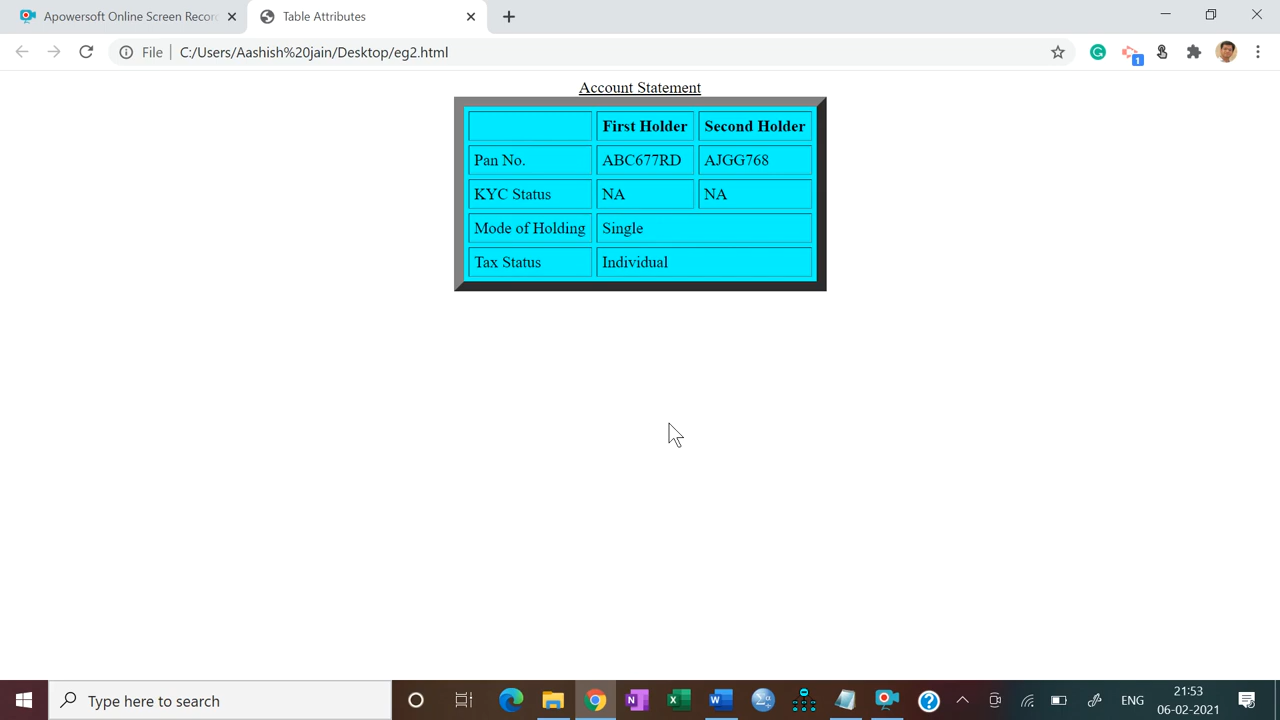 Apowersoft Online Screen Recor
Table Attributes
File
C:/Users/Aashish%20jain/Desktop/eg2.html
1
Account Statement
First Holder Second Holder
Pan No. ABC677RD AJGG768
KYC Status NA NA
Mode of Holding Single
Tax Status Individual
Type here to search
ENG
21:53
06-02-2021